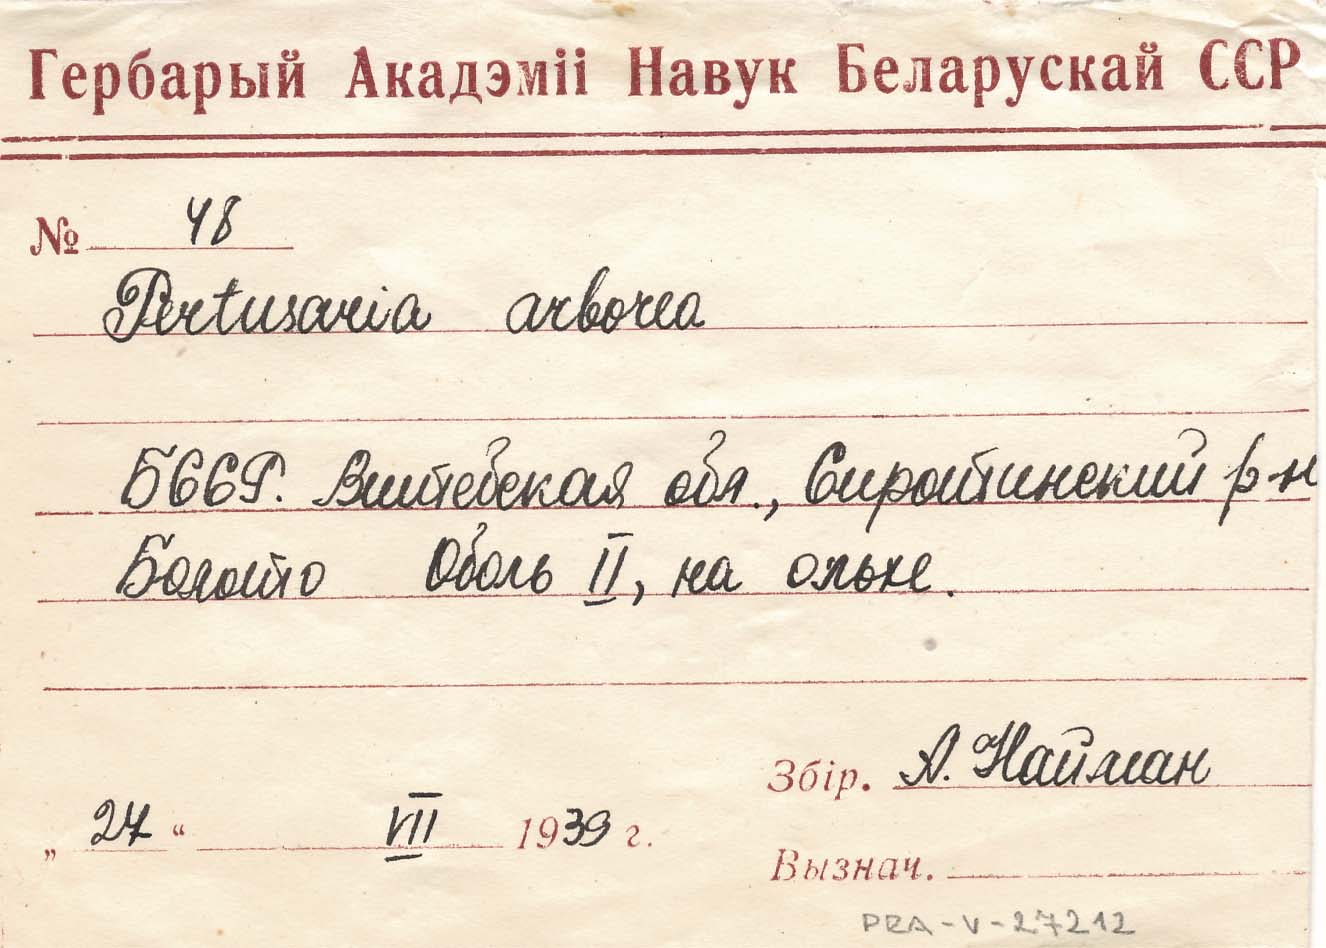 Гербарый Акадэміі Навук Беларускай ССР
№ 48
Pertusaria arborea
БССР. Витебская обл., Сиротинский р-н
Болото Оболь II, на ольхе.
Збір. А. Найман
„ 27 “ VII 1939 г.
Вызнач.
PRA-V-27212